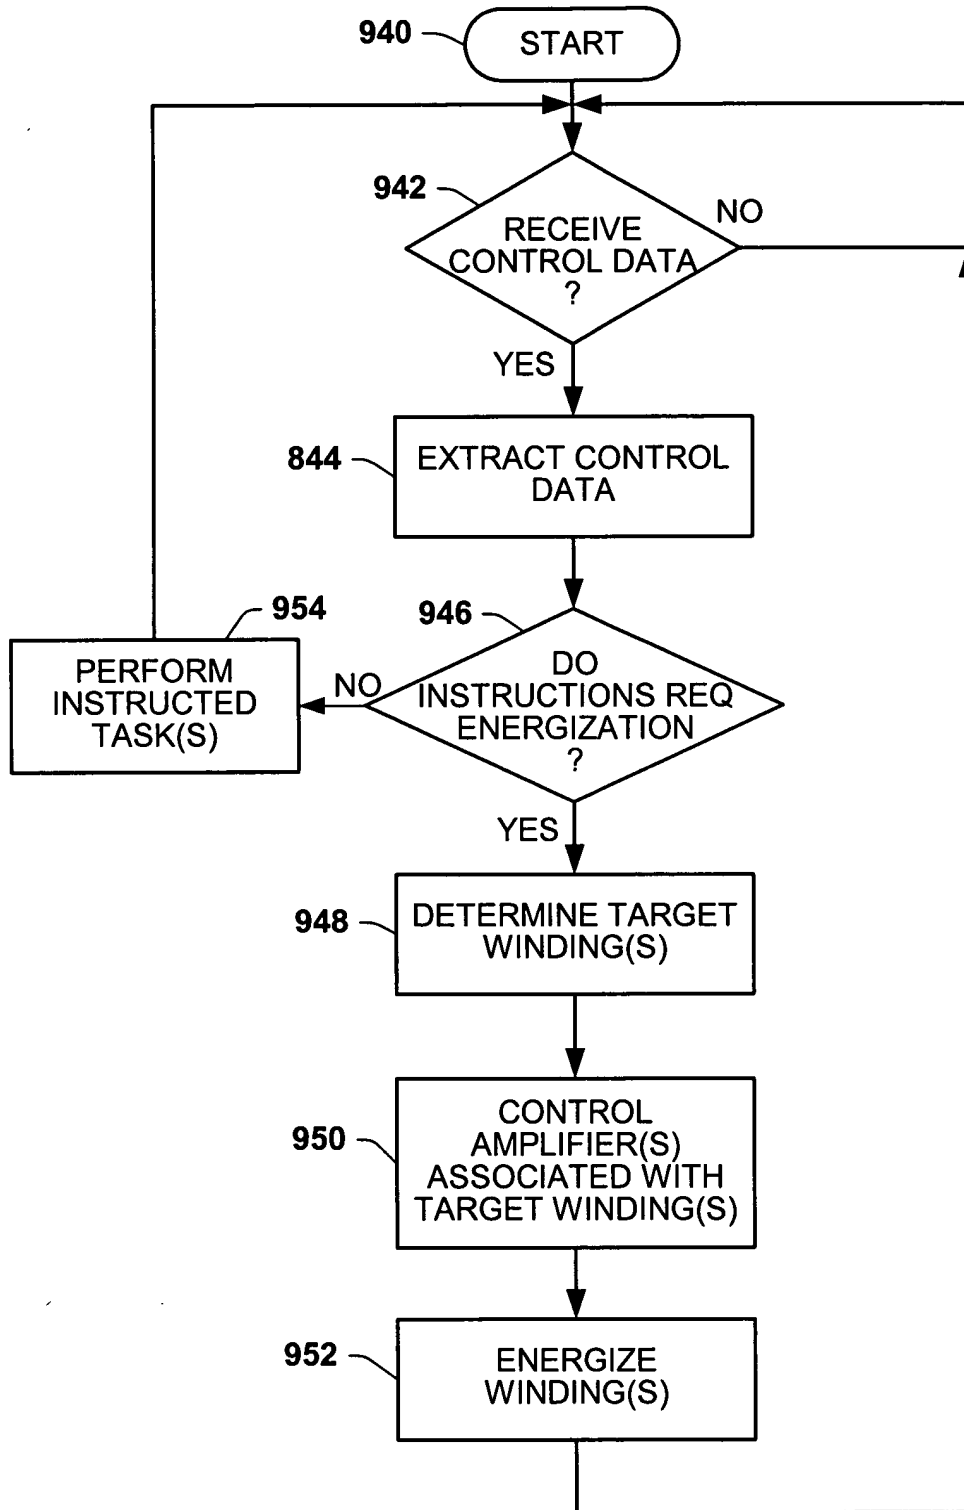 940
START
942
RECEIVE
CONTROL DATA
?
NO
YES
844
EXTRACT CONTROL
DATA
954
946
PERFORM
INSTRUCTED
TASK(S)
NO
DO
INSTRUCTIONS REQ
ENERGIZATION
?
YES
948
DETERMINE TARGET
WINDING(S)
950
CONTROL
AMPLIFIER(S)
ASSOCIATED WITH
TARGET WINDING(S)
952
ENERGIZE
WINDING(S)